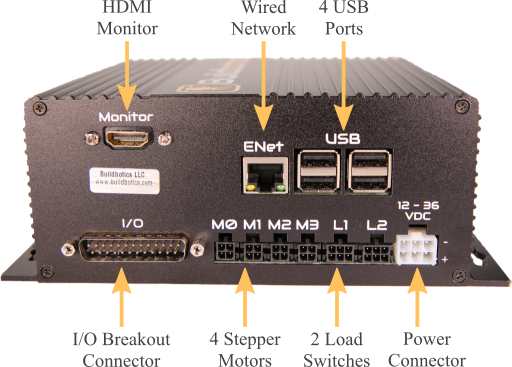 HDMI
Monitor
Wired
Network
4 USB
Ports
Monitor
ENet
USB
Buildbotics LLC
www.buildbotics.com
12 - 36
VDC
I/O
M0 M1 M2 M3 L1 L2
-
+
I/O Breakout
Connector
4 Stepper
Motors
2 Load
Switches
Power
Connector